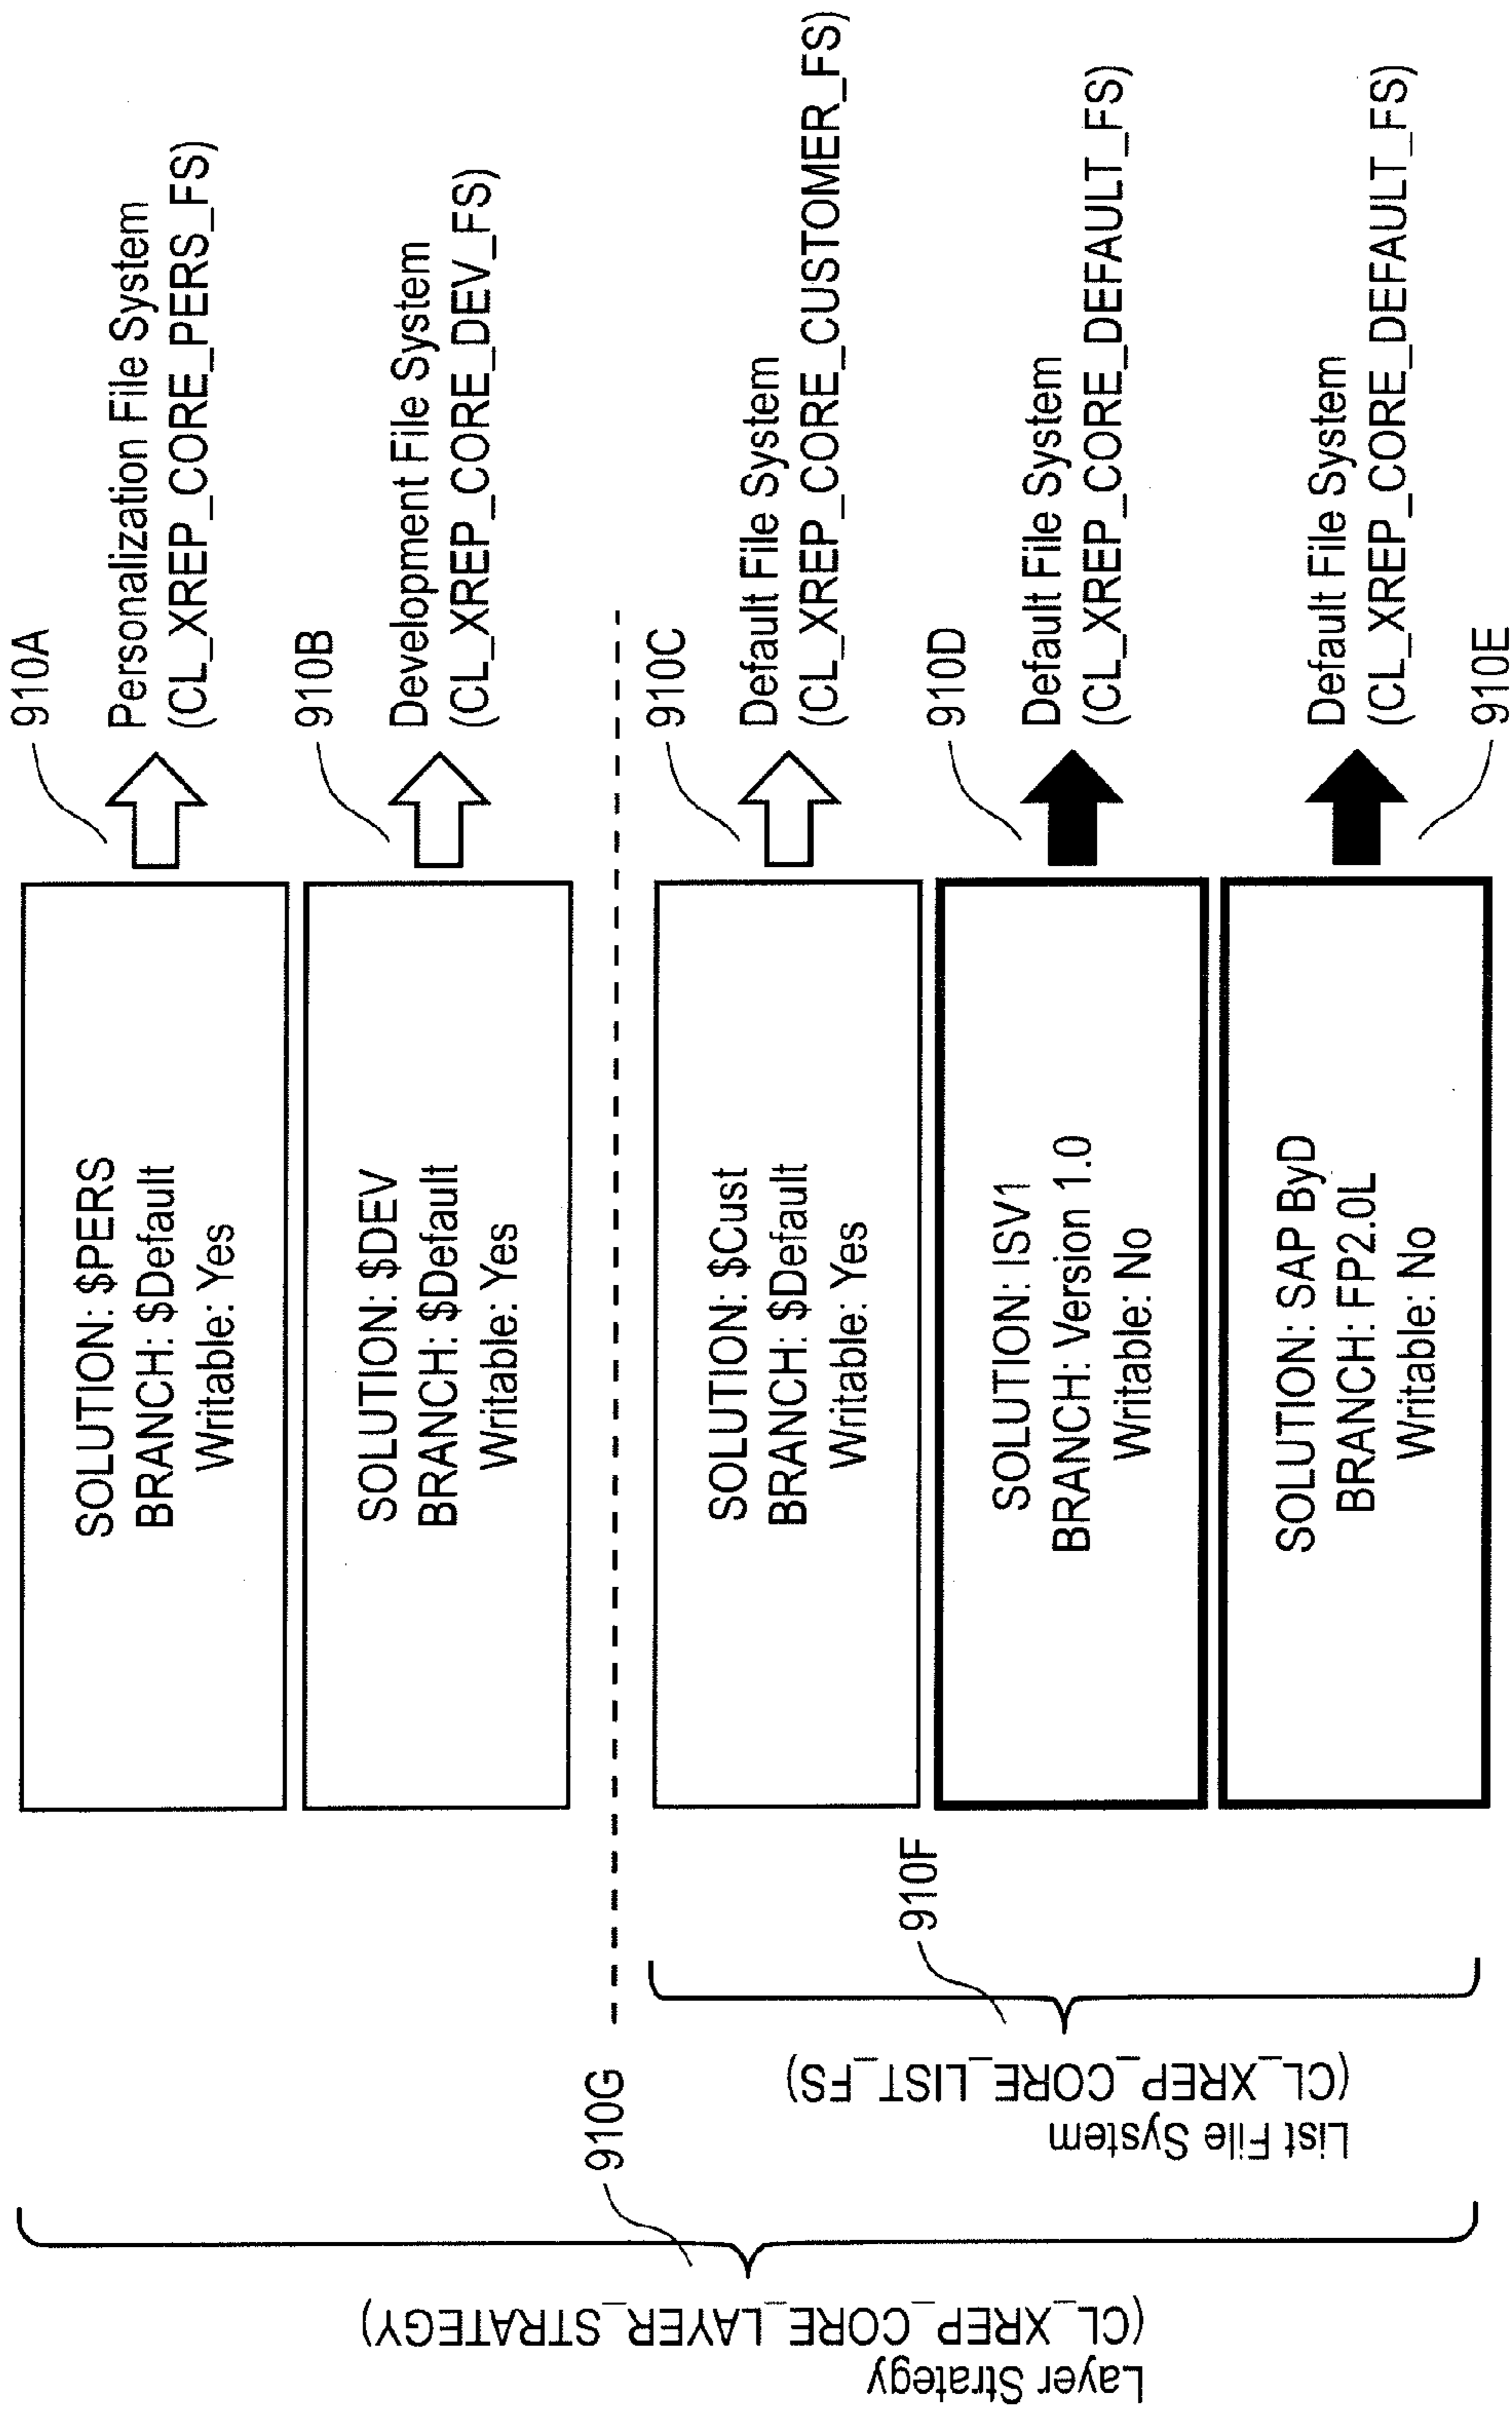 910A
SOLUTION: $PERS
BRANCH: $Default
Writable: Yes
Personalization File System
(CL_XREP_CORE_PERS_FS)
910B
SOLUTION: $DEV
BRANCH: $Default
Writable: Yes
Development File System
(CL_XREP_CORE_DEV_FS)
910C
SOLUTION: $Cust
BRANCH: $Default
Writable: Yes
Default File System
(CL_XREP_CORE_CUSTOMER_FS)
910D
SOLUTION: ISV1
BRANCH: Version 1.0
Writable: No
Default File System
(CL_XREP_CORE_DEFAULT_FS)
SOLUTION: SAP ByD
BRANCH: FP2.0L
Writable: No
Default File System
(CL_XREP_CORE_DEFAULT_FS)
910E
910F
List File System
(CL_XREP_CORE_LIST_FS)
910G
Layer Strategy
(CL_XREP_CORE_LAYER_STRATEGY)